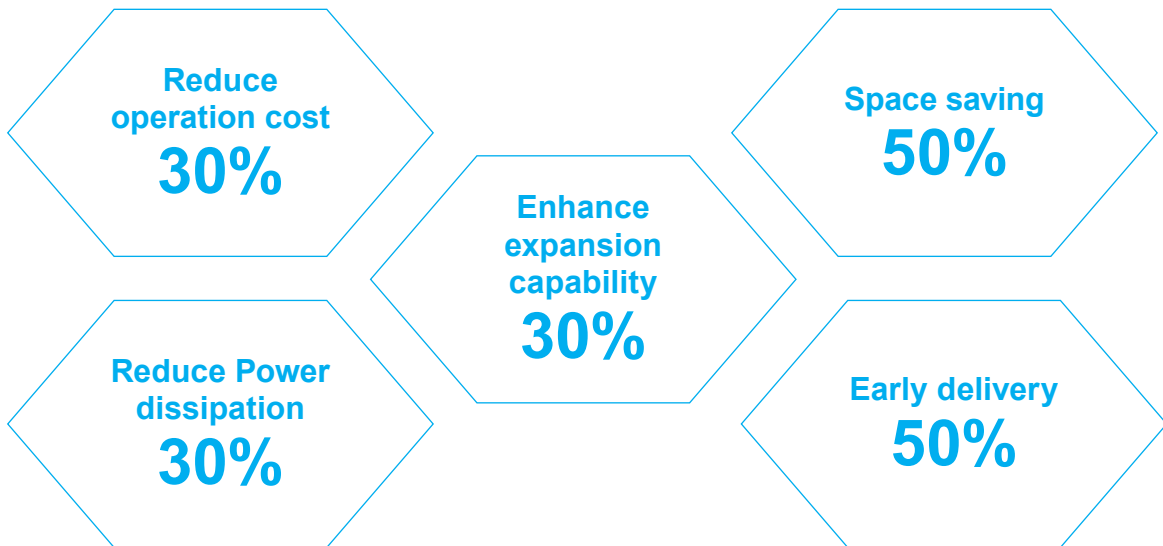 Reduce
operation cost
30%
Space saving
50%
Enhance
expansion
capability
30%
Reduce Power
dissipation
30%
Early delivery
50%